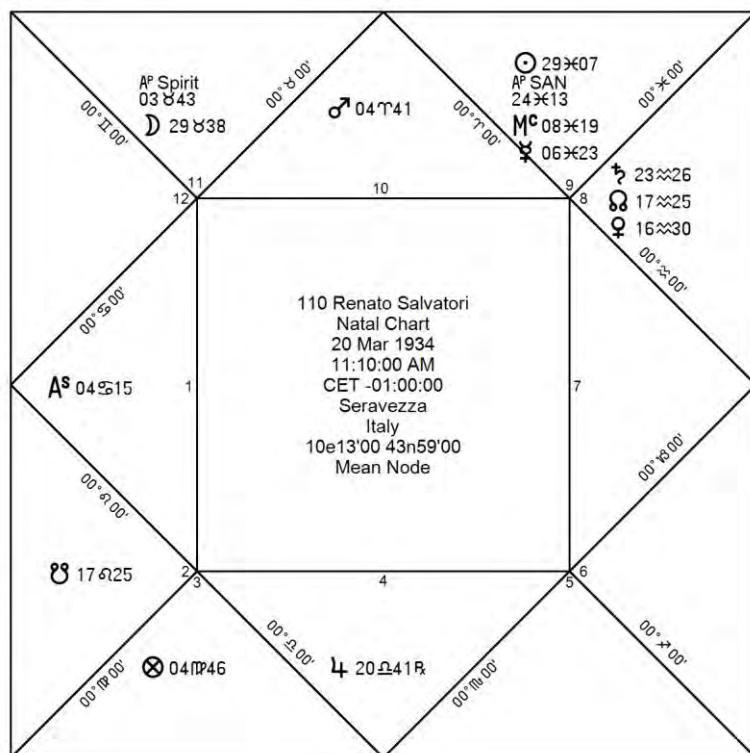 ☉ 29♓07
AP Spirit
03♉43
AP SAN
24♓13
00°♊00'
00°♉00'
♂ 04♈41
00°♈00'
00°♓00'
☽ 29♉38
Mc 08♓19
☿ 06♓23
♄ 23♒26
11
12
10
9
8
☊ 17♒25
♀ 16♒30
00°♋00'
00°♒00'
110 Renato Salvatori
Natal Chart
20 Mar 1934
11:10:00 AM
CET -01:00:00
Seravezza
Italy
10e13'00 43n59'00
Mean Node
As 04♋15
1
7
00°♌00'
00°♑00'
☋ 17♌25
2
3
4
5
6
00°♍00'
00°♎00'
00°♏00'
00°♐00'
⊗ 04♍46
♃ 20♎41℞